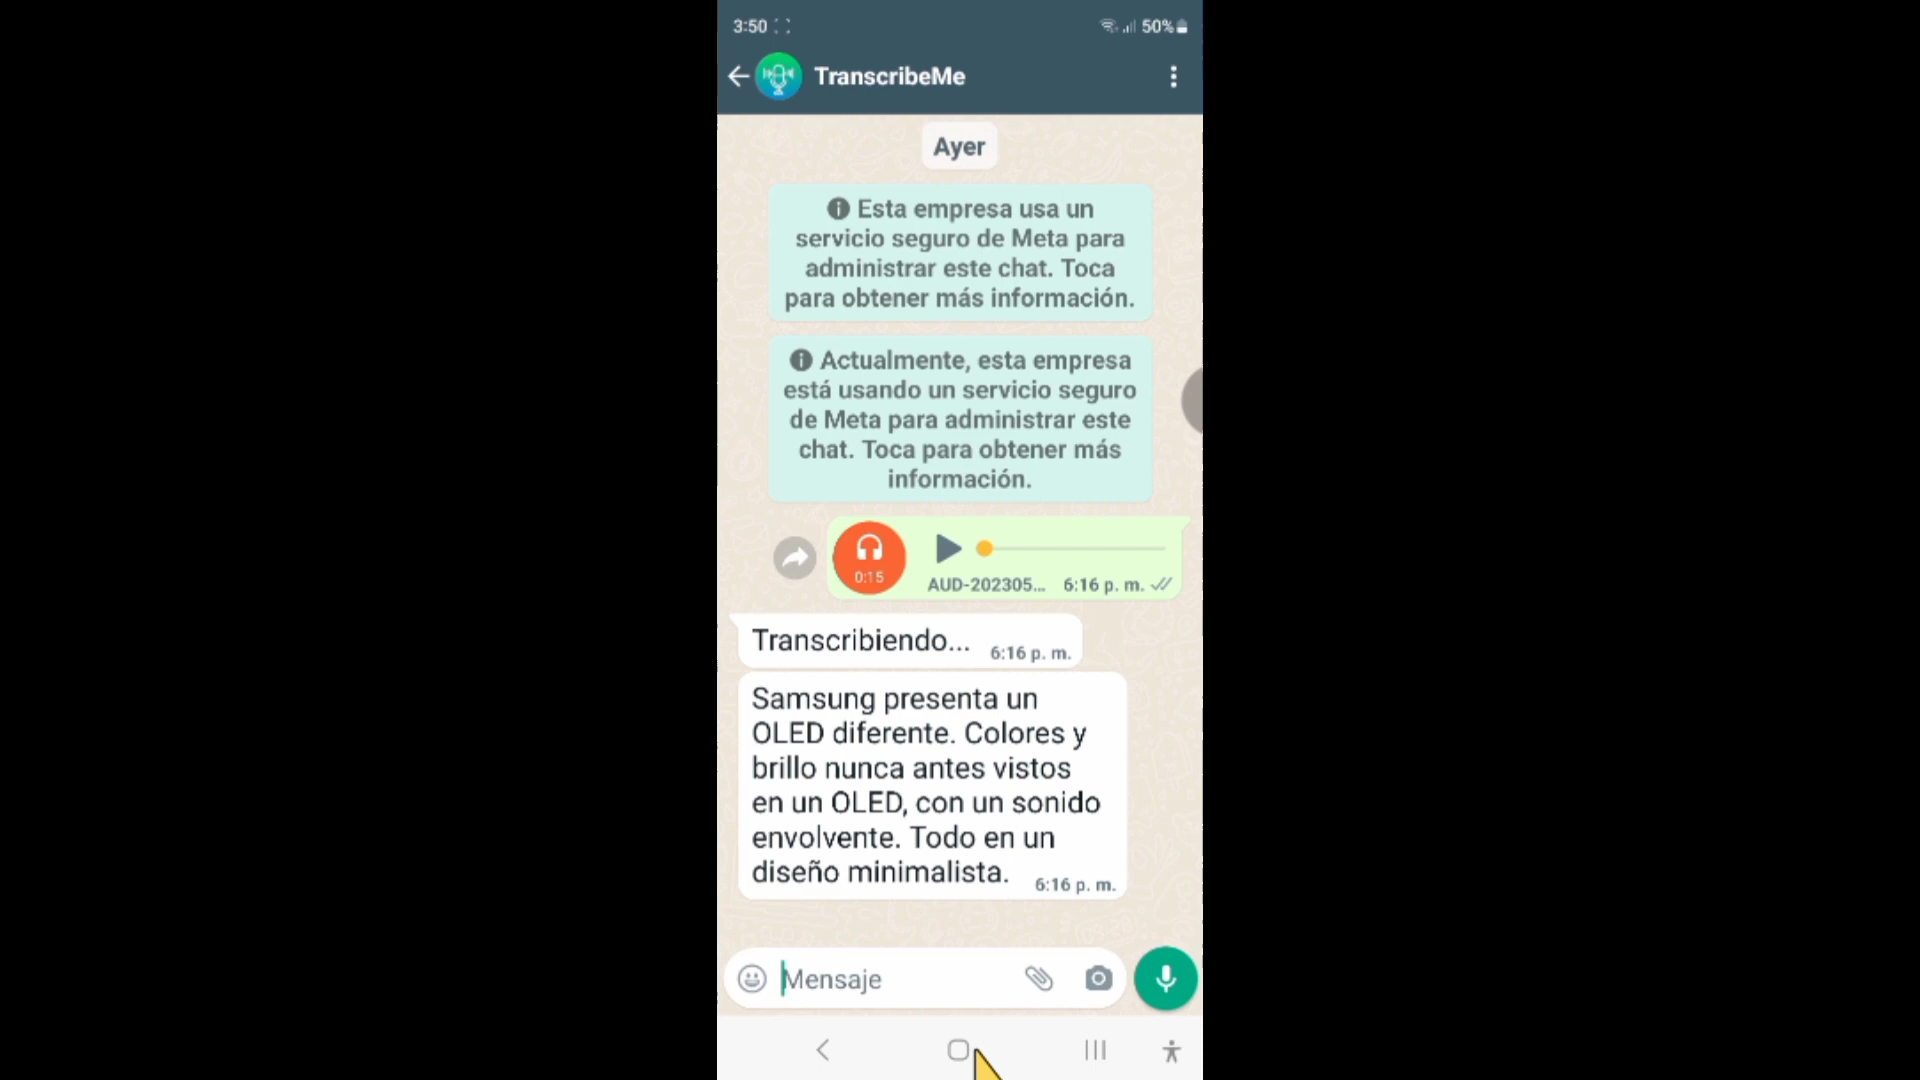 3:50 50%
TranscribeMe
Ayer
Esta empresa usa un
servicio seguro de Meta para
administrar este chat. Toca
para obtener más información.
Actualmente, esta empresa
está usando un servicio seguro
de Meta para administrar este
chat. Toca para obtener más
información.
0:15
AUD-202305... 6:16 p. m.
Transcribiendo... 6:16 p. m.
Samsung presenta un
OLED diferente. Colores y
brillo nunca antes vistos
en un OLED, con un sonido
envolvente. Todo en un
diseño minimalista. 6:16 p. m.
Mensaje